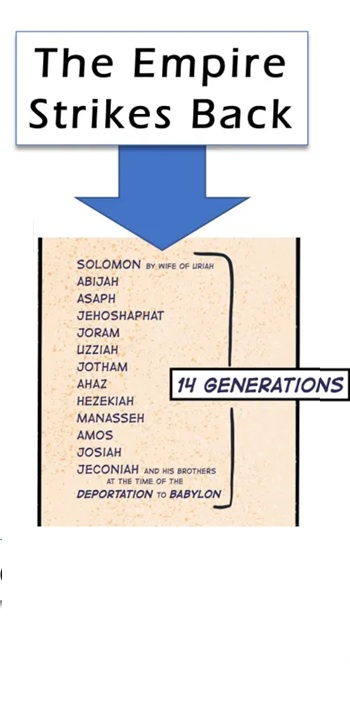 The Empire
Strikes Back
SOLOMON BY WIFE OF URIAH
ABIJAH
ASAPH
JEHOSHAPHAT
JORAM
UZZIAH
JOTHAM
AHAZ
14 GENERATIONS
HEZEKIAH
MANASSEH
AMOS
JOSIAH
JECONIAH AND HIS BROTHERS
AT THE TIME OF THE
DEPORTATION TO BABYLON